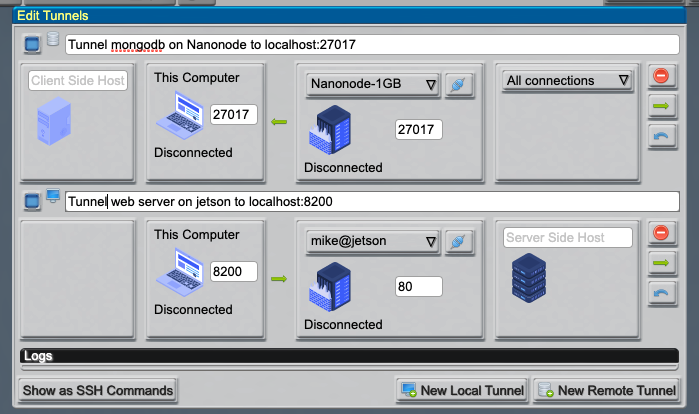 Edit Tunnels
Tunnel mongodb on Nanonode to localhost:27017
Client Side Host
This Computer
27017
Disconnected
Nanonode-1GB
27017
Disconnected
All connections
Tunnel web server on jetson to localhost:8200
This Computer
8200
Disconnected
mike@jetson
80
Disconnected
Server Side Host
Logs
Show as SSH Commands
New Local Tunnel
New Remote Tunnel